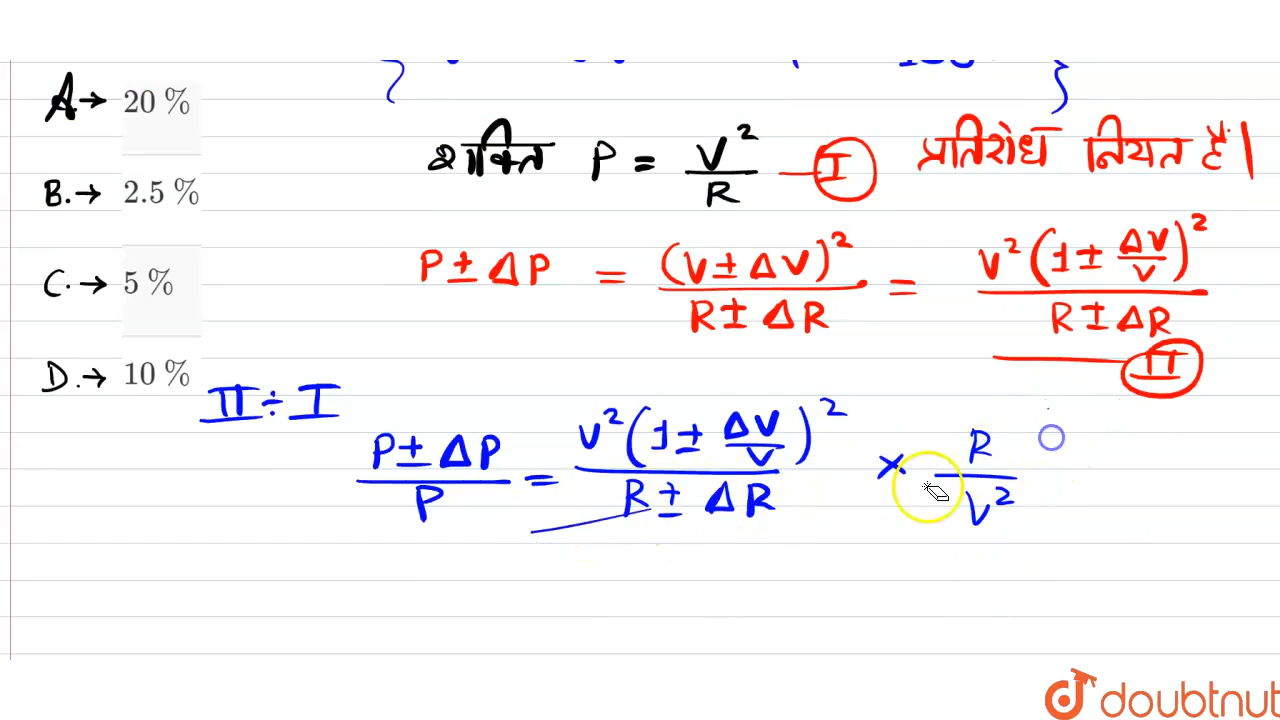 A → 20 %
शक्ति P = V²/R — I प्रतिरोध नियत है।
B. → 2.5 %
P ± ΔP = (V ± ΔV)²/(R ± ΔR) = V²(1 ± ΔV/V)²/(R ± ΔR) — II
C. → 5 %
D. → 10 %
II ÷ I
(P ± ΔP)/P = V²(1 ± ΔV/V)²/(R ± ΔR) × R/V²
doubtnut